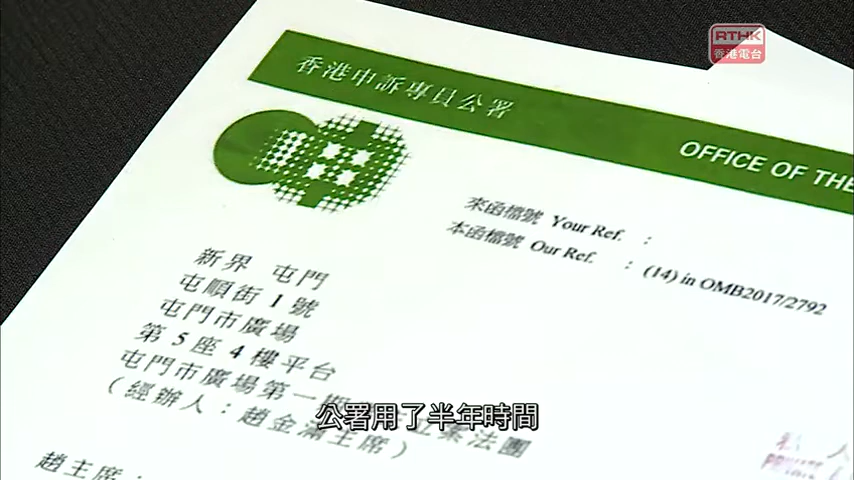 RTHK
香港電台
香港申訴專員公署
OFFICE OF THE
來函檔號 Your Ref. :
本函檔號 Our Ref. : (14) in OMB2017/2792
新界 屯門
屯順街 1 號
屯門市廣場
第 5 座 4 樓平台
屯門市廣場第一期 立案法團
(經辦人：趙金滿主席)
公署用了半年時間
趙主席：